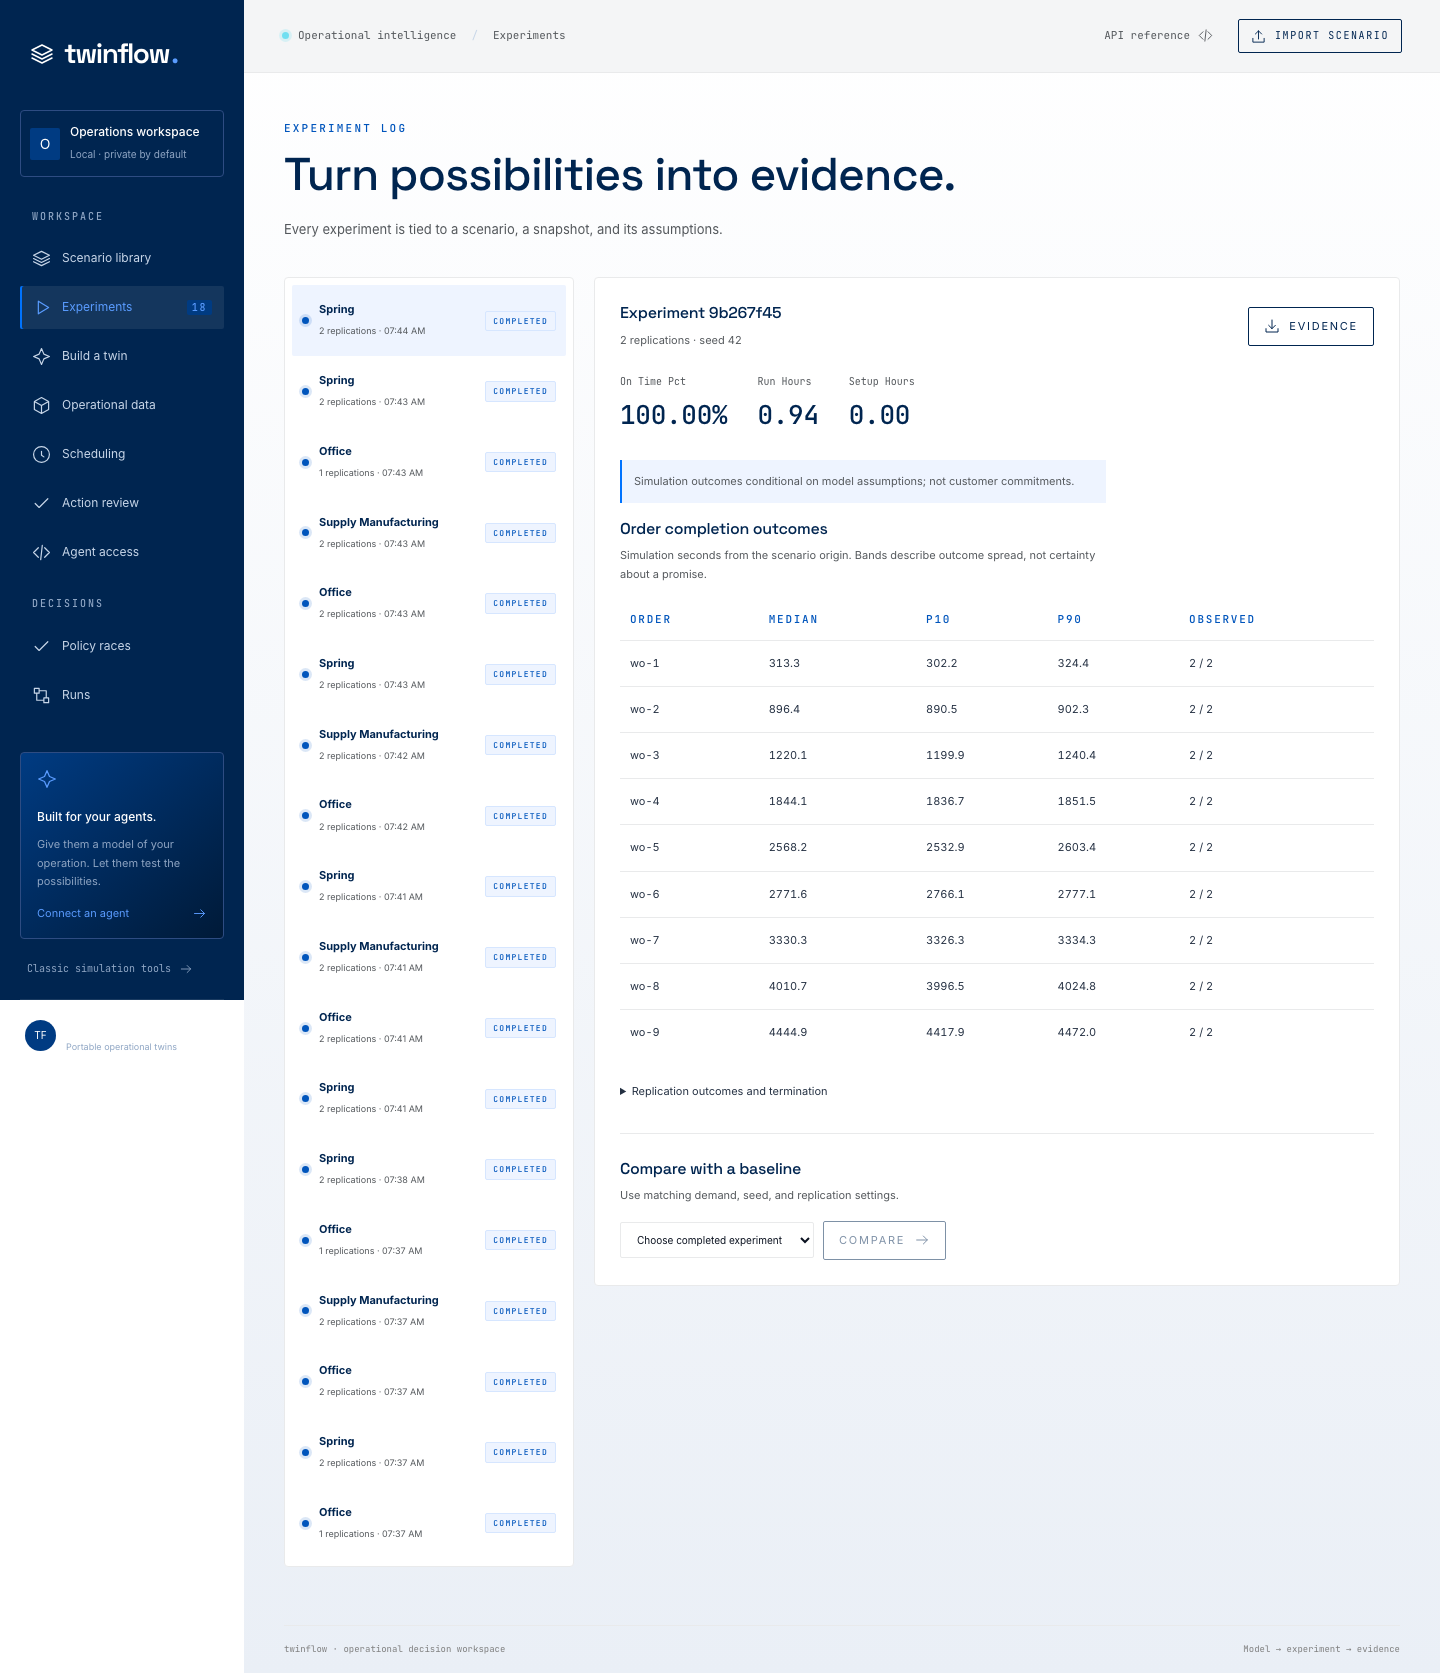 twinflow.
O
Operations workspace
Local · private by default
WORKSPACE
Scenario library
Experiments 18
Build a twin
Operational data
Scheduling
Action review
Agent access
DECISIONS
Policy races
Runs
Built for your agents.
Give them a model of your
operation. Let them test the
possibilities.
Connect an agent →
Classic simulation tools →
TF
Portable operational twins
Operational intelligence / Experiments
API reference
IMPORT SCENARIO
EXPERIMENT LOG
Turn possibilities into evidence.
Every experiment is tied to a scenario, a snapshot, and its assumptions.
Spring
2 replications · 07:44 AM
COMPLETED
Spring
2 replications · 07:43 AM
COMPLETED
Office
1 replications · 07:43 AM
COMPLETED
Supply Manufacturing
2 replications · 07:43 AM
COMPLETED
Office
2 replications · 07:43 AM
COMPLETED
Spring
2 replications · 07:43 AM
COMPLETED
Supply Manufacturing
2 replications · 07:42 AM
COMPLETED
Office
2 replications · 07:42 AM
COMPLETED
Spring
2 replications · 07:41 AM
COMPLETED
Supply Manufacturing
2 replications · 07:41 AM
COMPLETED
Office
2 replications · 07:41 AM
COMPLETED
Spring
2 replications · 07:41 AM
COMPLETED
Spring
2 replications · 07:38 AM
COMPLETED
Office
1 replications · 07:37 AM
COMPLETED
Supply Manufacturing
2 replications · 07:37 AM
COMPLETED
Office
2 replications · 07:37 AM
COMPLETED
Spring
2 replications · 07:37 AM
COMPLETED
Office
1 replications · 07:37 AM
COMPLETED
Experiment 9b267f45
2 replications · seed 42
EVIDENCE
On Time Pct Run Hours Setup Hours
100.00% 0.94 0.00
Simulation outcomes conditional on model assumptions; not customer commitments.
Order completion outcomes
Simulation seconds from the scenario origin. Bands describe outcome spread, not certainty
about a promise.
ORDER MEDIAN P10 P90 OBSERVED
wo-1 313.3 302.2 324.4 2 / 2
wo-2 896.4 890.5 902.3 2 / 2
wo-3 1220.1 1199.9 1240.4 2 / 2
wo-4 1844.1 1836.7 1851.5 2 / 2
wo-5 2568.2 2532.9 2603.4 2 / 2
wo-6 2771.6 2766.1 2777.1 2 / 2
wo-7 3330.3 3326.3 3334.3 2 / 2
wo-8 4010.7 3996.5 4024.8 2 / 2
wo-9 4444.9 4417.9 4472.0 2 / 2
▶ Replication outcomes and termination
Compare with a baseline
Use matching demand, seed, and replication settings.
Choose completed experiment
COMPARE →
twinflow · operational decision workspace
Model → experiment → evidence